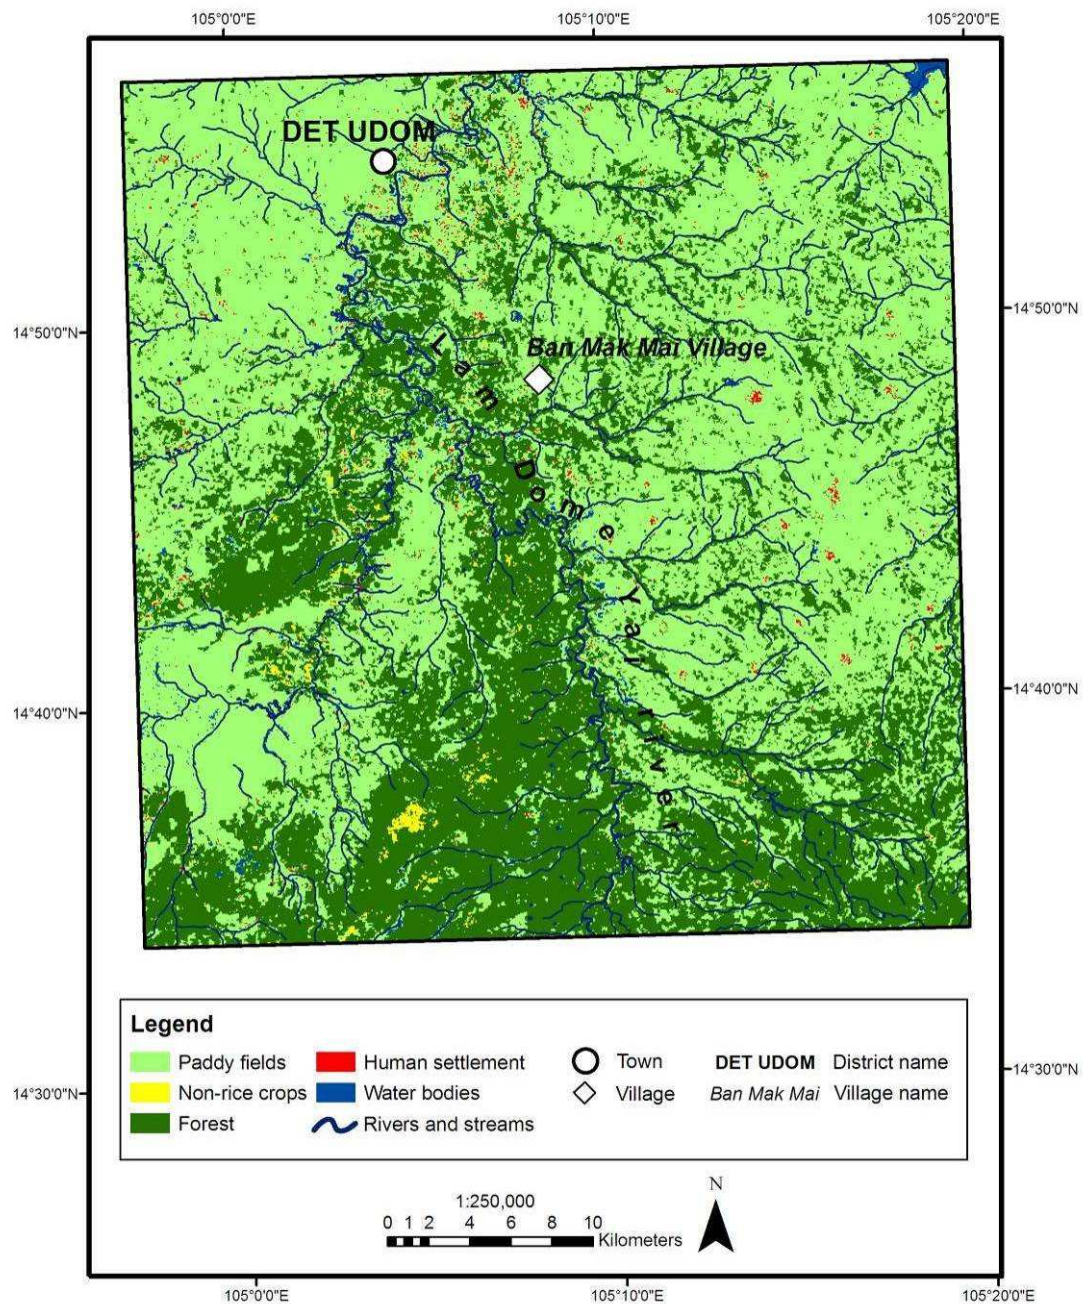 105°0'0"E 105°10'0"E 105°20'0"E
DET UDOM
14°50'0"N 14°50'0"N
Ban Mak Mai Village
Lam Dome Yai river
14°40'0"N 14°40'0"N
Legend
Paddy fields Human settlement Town DET UDOM District name
Non-rice crops Water bodies Village Ban Mak Mai Village name
Forest Rivers and streams
14°30'0"N 14°30'0"N
1:250,000
N
0 1 2 4 6 8 10
Kilometers
105°0'0"E 105°10'0"E 105°20'0"E